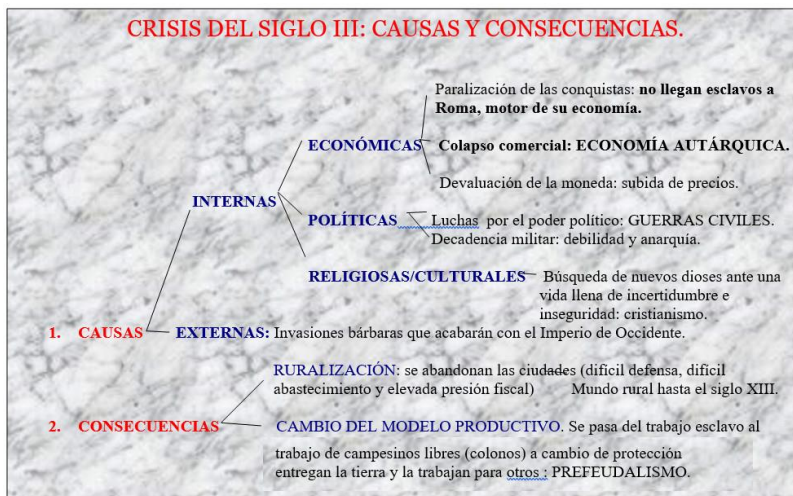 CRISIS DEL SIGLO III: CAUSAS Y CONSECUENCIAS.
Paralización de las conquistas: no llegan esclavos a
Roma, motor de su economía.
ECONÓMICAS Colapso comercial: ECONOMÍA AUTÁRQUICA.
Devaluación de la moneda: subida de precios.
INTERNAS
POLÍTICAS Luchas por el poder político: GUERRAS CIVILES.
Decadencia militar: debilidad y anarquía.
RELIGIOSAS/CULTURALES Búsqueda de nuevos dioses ante una
vida llena de incertidumbre e
inseguridad: cristianismo.
1. CAUSAS EXTERNAS: Invasiones bárbaras que acabarán con el Imperio de Occidente.
RURALIZACIÓN: se abandonan las ciudades (difícil defensa, difícil
abastecimiento y elevada presión fiscal) Mundo rural hasta el siglo XIII.
2. CONSECUENCIAS CAMBIO DEL MODELO PRODUCTIVO. Se pasa del trabajo esclavo al
trabajo de campesinos libres (colonos) a cambio de protección
entregan la tierra y la trabajan para otros : PREFEUDALISMO.